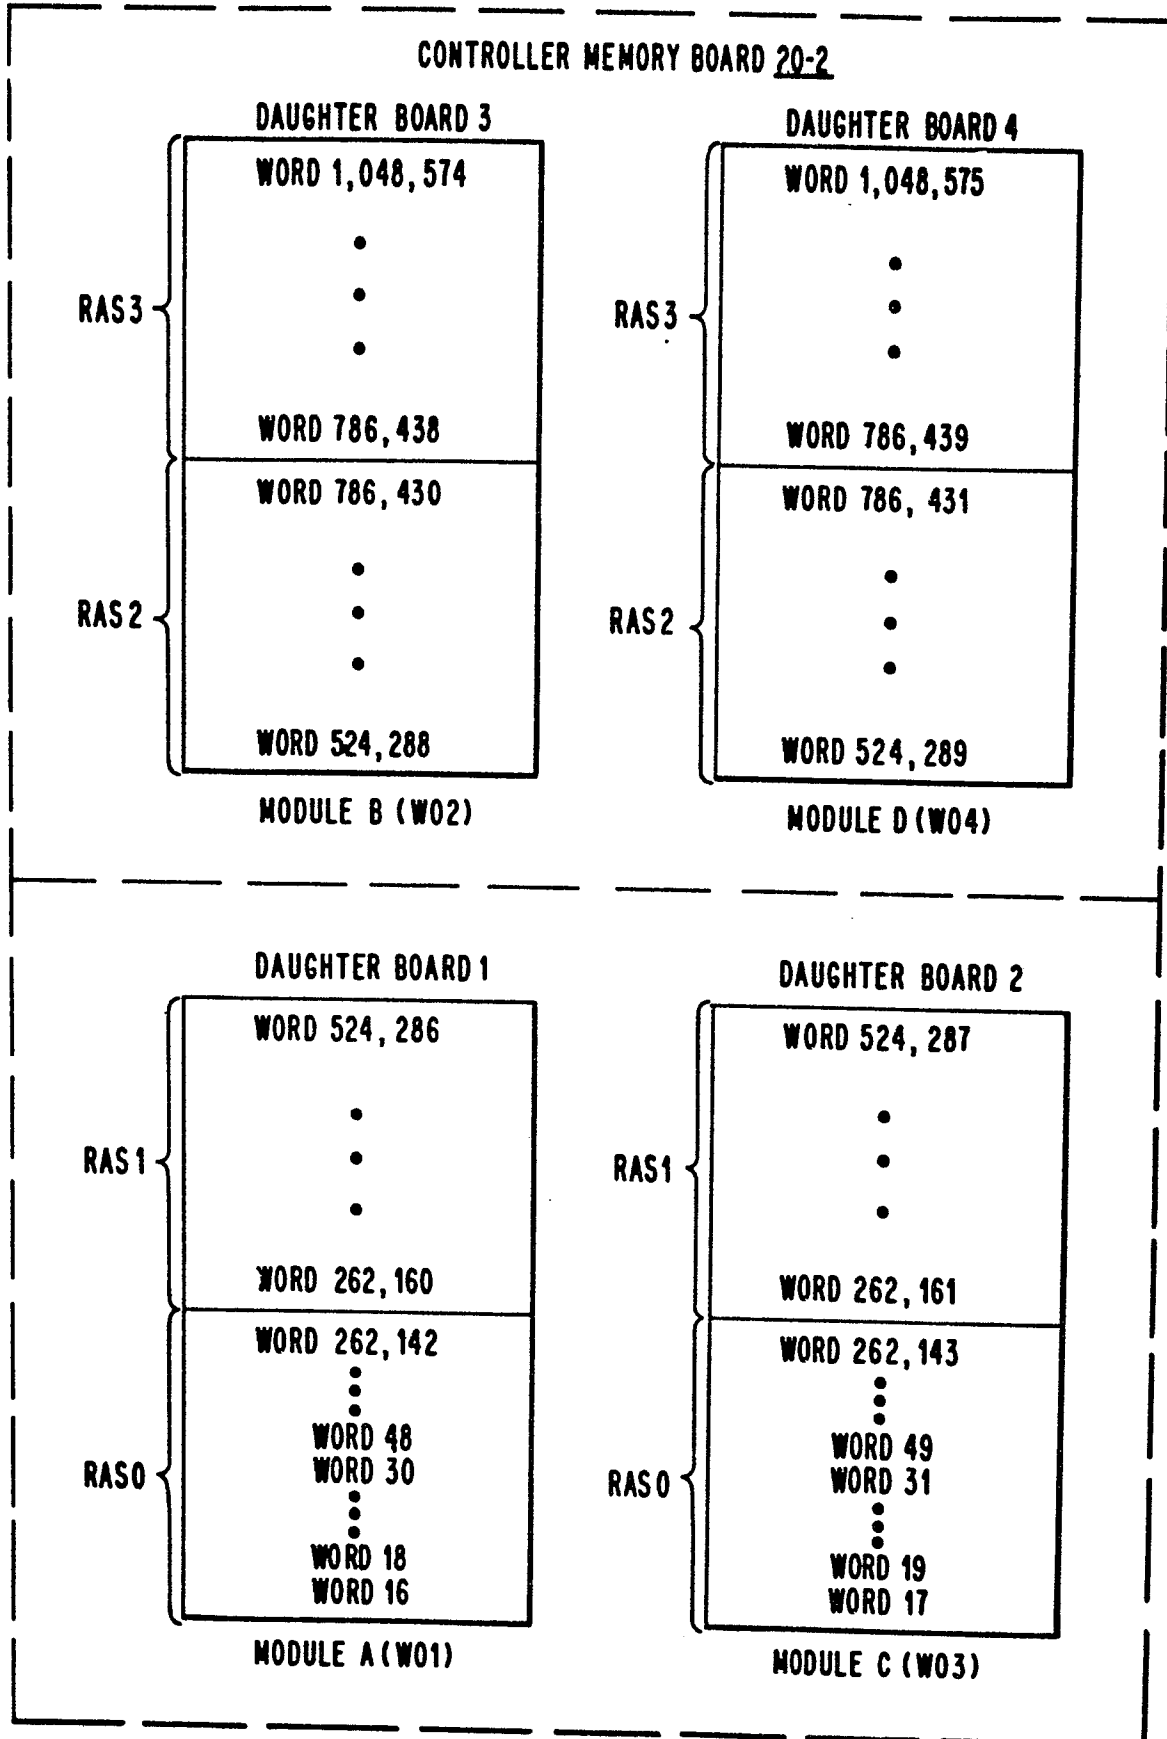 CONTROLLER MEMORY BOARD 20-2
DAUGHTER BOARD 3
WORD 1,048,574
RAS3
WORD 786,438
WORD 786,430
RAS2
WORD 524,288
MODULE B (W02)
DAUGHTER BOARD 4
WORD 1,048,575
RAS3
WORD 786,439
WORD 786, 431
RAS2
WORD 524,289
MODULE D (W04)
DAUGHTER BOARD 1
WORD 524, 286
RAS1
WORD 262,160
WORD 262,142
WORD 48
WORD 30
RAS0
WORD 18
WORD 16
MODULE A (W01)
DAUGHTER BOARD 2
WORD 524, 287
RAS1
WORD 262,161
WORD 262,143
WORD 49
WORD 31
RAS0
WORD 19
WORD 17
MODULE C (W03)